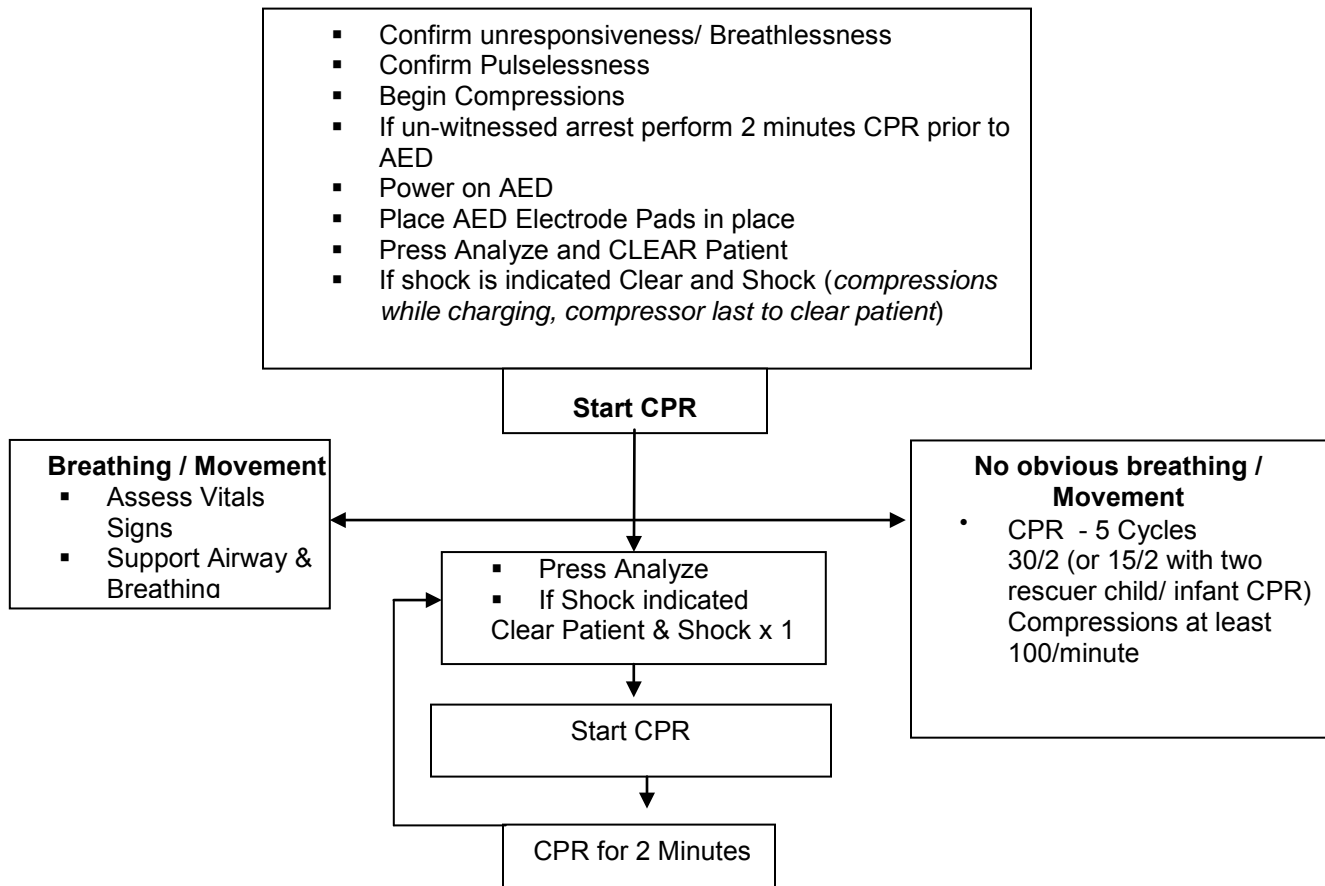 ▪ Confirm unresponsiveness/ Breathlessness
▪ Confirm Pulselessness
▪ Begin Compressions
▪ If un-witnessed arrest perform 2 minutes CPR prior to
AED
▪ Power on AED
▪ Place AED Electrode Pads in place
▪ Press Analyze and CLEAR Patient
▪ If shock is indicated Clear and Shock (compressions
while charging, compressor last to clear patient)
Start CPR
Breathing / Movement
▪ Assess Vitals
Signs
▪ Support Airway &
Breathing
No obvious breathing /
Movement
• CPR - 5 Cycles
30/2 (or 15/2 with two
rescuer child/ infant CPR)
Compressions at least
100/minute
▪ Press Analyze
▪ If Shock indicated
Clear Patient & Shock x 1
Start CPR
CPR for 2 Minutes